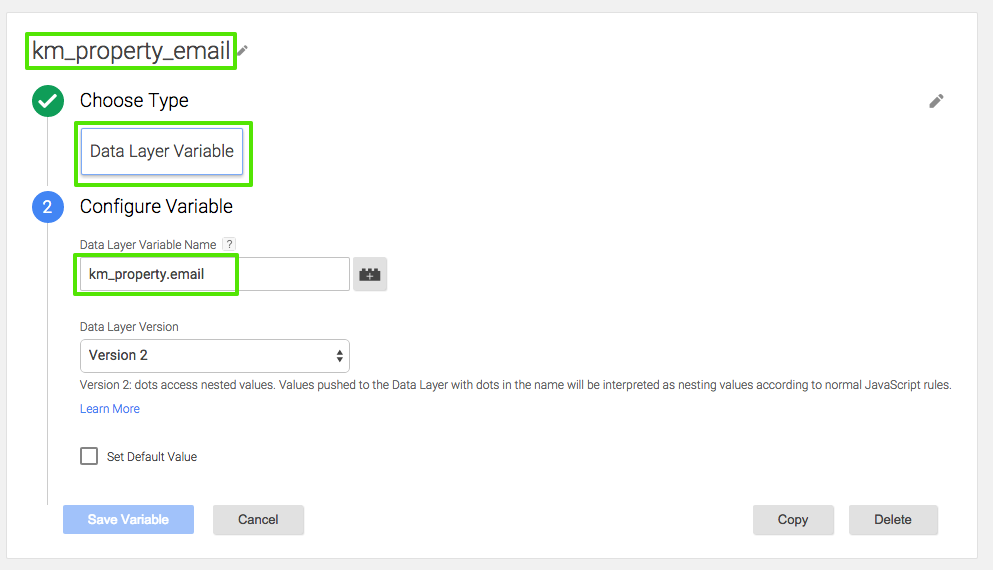 km_property_email
Choose Type
Data Layer Variable
2
Configure Variable
Data Layer Variable Name ?
km_property.email
Data Layer Version
Version 2
Version 2: dots access nested values. Values pushed to the Data Layer with dots in the name will be interpreted as nesting values according to normal JavaScript rules.
Learn More
Set Default Value
Save Variable Cancel Copy Delete